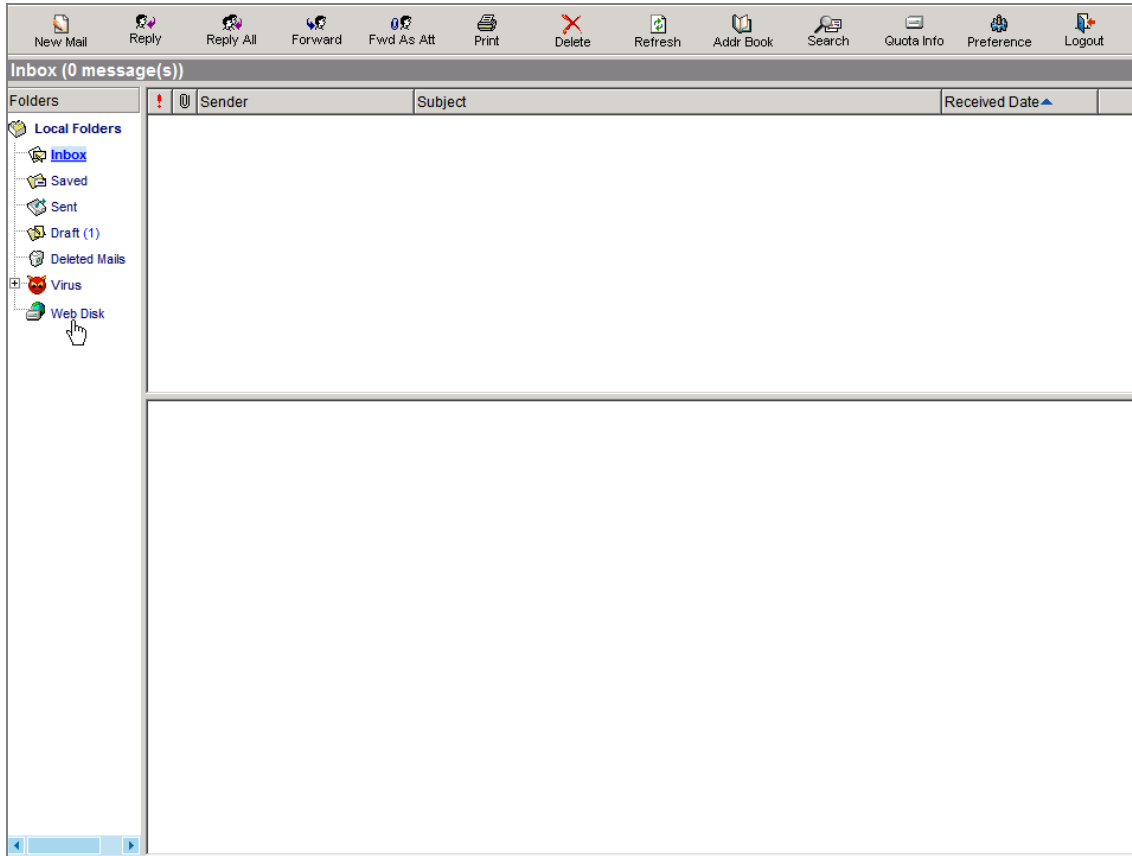 New Mail Reply Reply All Forward Fwd As Att Print Delete Refresh Addr Book Search Quota Info Preference Logout
Inbox (0 message(s))
Folders ! Sender Subject Received Date
Local Folders
Inbox
Saved
Sent
Draft (1)
Deleted Mails
Virus
Web Disk